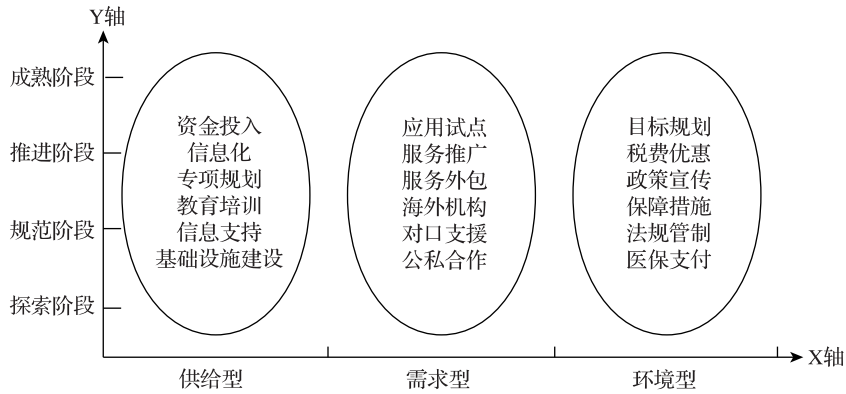 Y轴
成熟阶段
推进阶段
规范阶段
探索阶段
资金投入
信息化
专项规划
教育培训
信息支持
基础设施建设
应用试点
服务推广
服务外包
海外机构
对口支援
公私合作
目标规划
税费优惠
政策宣传
保障措施
法规管制
医保支付
供给型
需求型
环境型
X轴